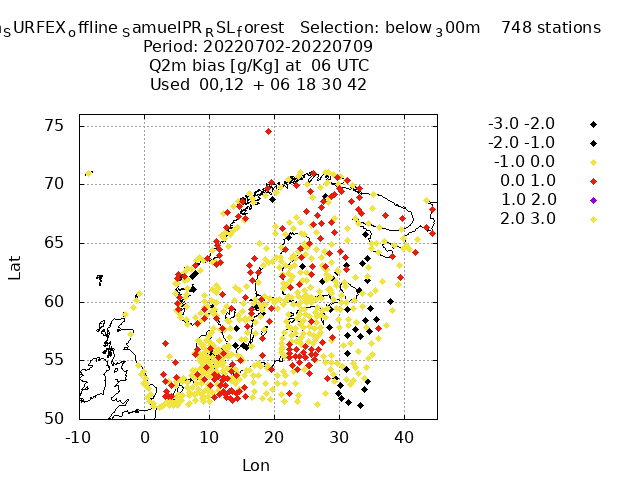 SURFEXoffline SamuelPRRSLforest Selection: below 300m 748 stations
Period: 20220702-20220709
Q2m bias [g/Kg] at 06 UTC
Used 00,12 + 06 18 30 42
-3.0 -2.0
-2.0 -1.0
-1.0 0.0
0.0 1.0
1.0 2.0
2.0 3.0
75
70
65
60
55
50
Lat
-10 0 10 20 30 40
Lon